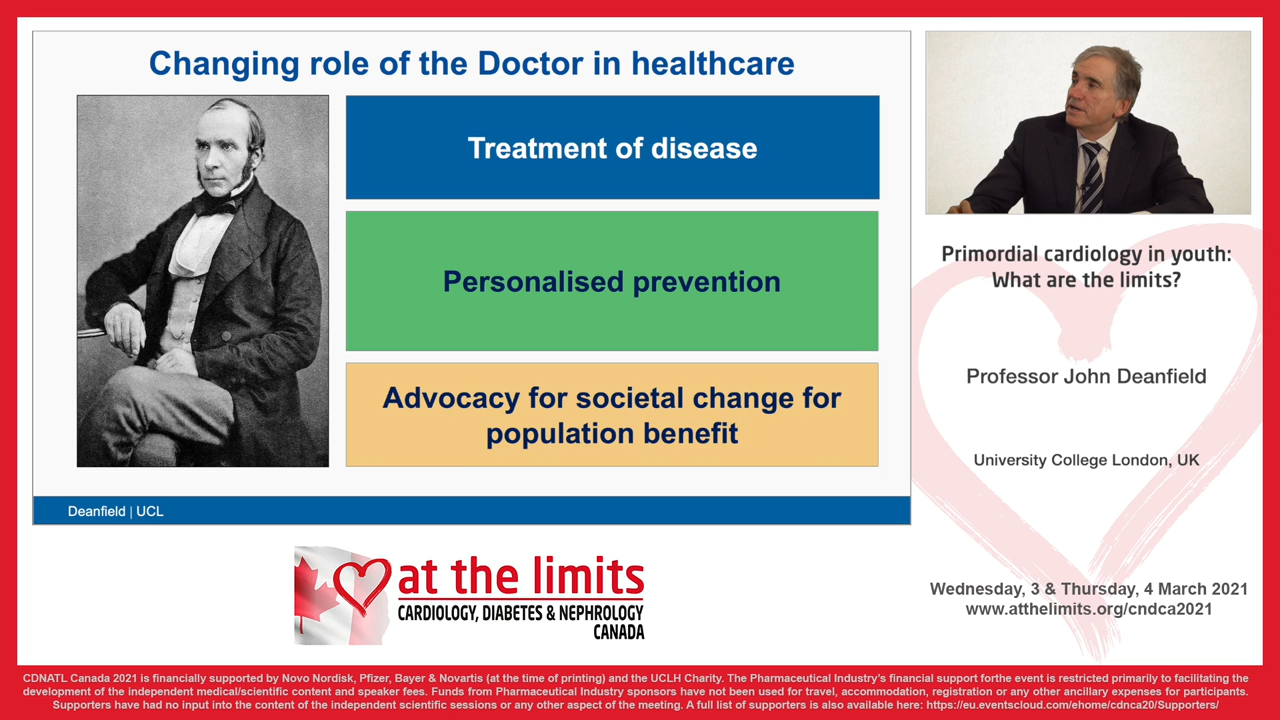 Changing role of the Doctor in healthcare
Treatment of disease
Personalised prevention
Advocacy for societal change for
population benefit
Deanfield | UCL
Primordial cardiology in youth:
What are the limits?
Professor John Deanfield
University College London, UK
at the limits
CARDIOLOGY, DIABETES & NEPHROLOGY
CANADA
Wednesday, 3 & Thursday, 4 March 2021
www.atthelimits.org/cndca2021
CDNATL Canada 2021 is financially supported by Novo Nordisk, Pfizer, Bayer & Novartis (at the time of printing) and the UCLH Charity. The Pharmaceutical Industry's financial support forthe event is restricted primarily to facilitating the
development of the independent medical/scientific content and speaker fees. Funds from Pharmaceutical Industry sponsors have not been used for travel, accommodation, registration or any other ancillary expenses for participants.
Supporters have had no input into the content of the independent scientific sessions or any other aspect of the meeting. A full list of supporters is also available here: https://eu.eventscloud.com/ehome/cdnca20/Supporters/